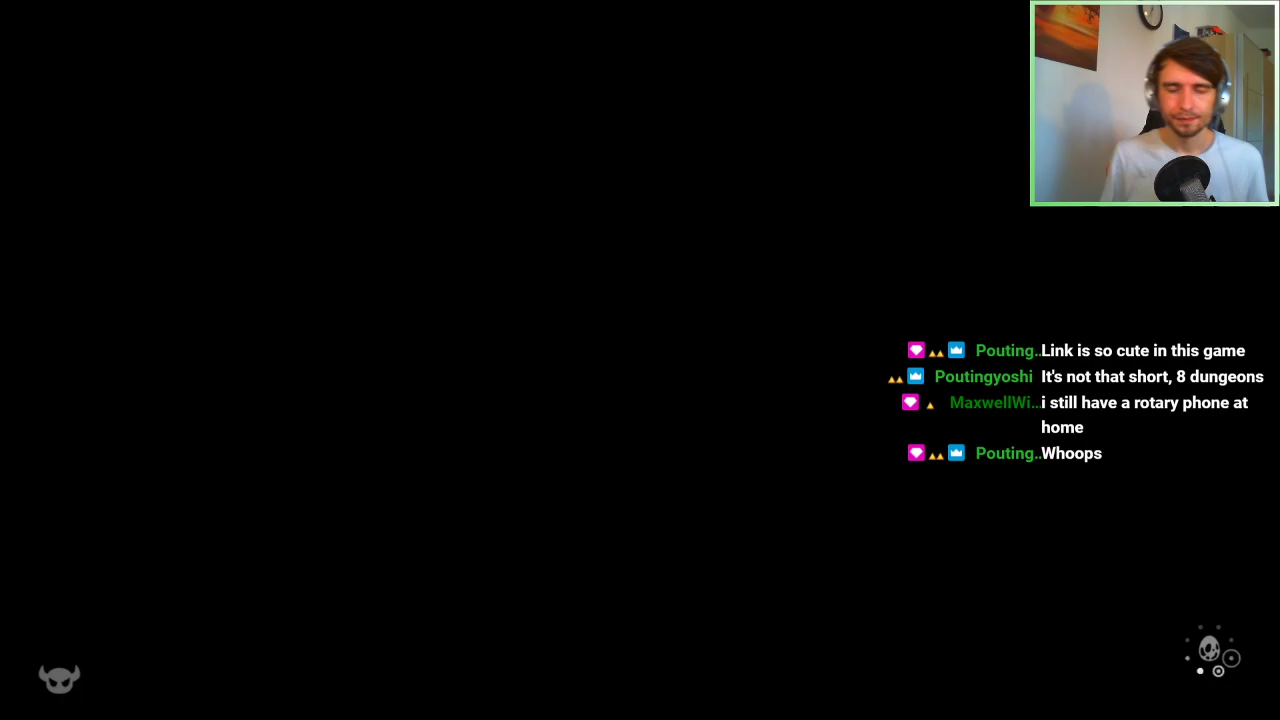 Pouting.. Link is so cute in this game
Poutingyoshi It's not that short, 8 dungeons
MaxwellWi... i still have a rotary phone at
home
Pouting.. Whoops